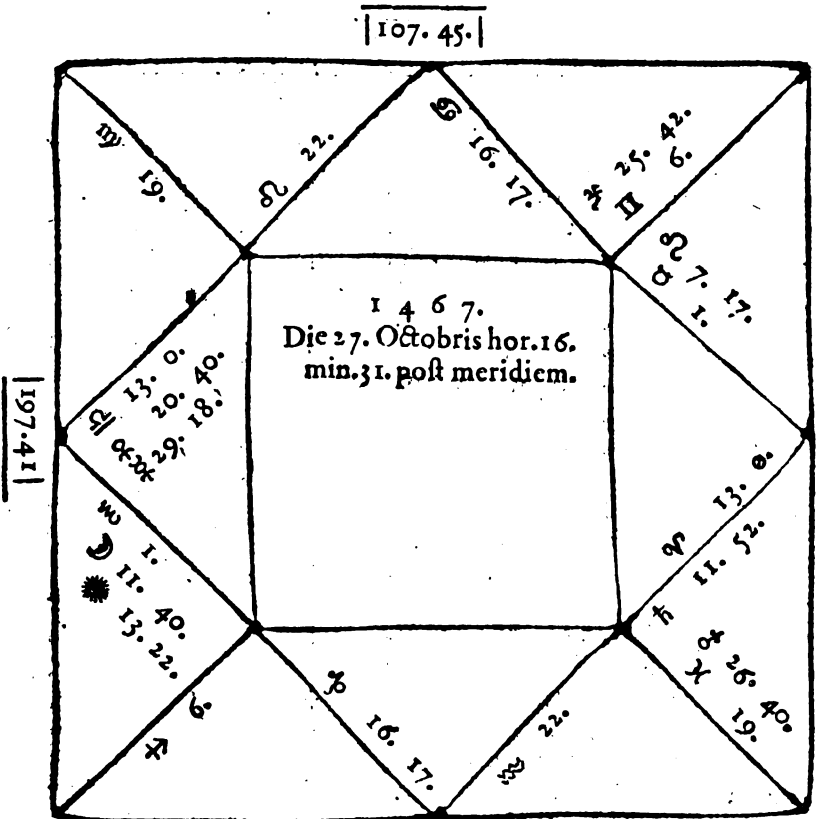 107. 45.
♍ 19.
♌ 22.
♋ 16. 17.
25. 42.
♊ 6.
7. 17.
♉ 1.
1 4 6 7.
Die 27. Octobris hor.16.
min.31. post meridiem.
197.41
♎ 13. 0.
20. 40.
29. 18.
♏ 1.
☽ 11. 40.
☉ 13. 22.
♐ 6.
♑ 16. 17.
♒ 22.
♈ 13. 0.
♄ 11. 52.
26. 40.
♓ 19.